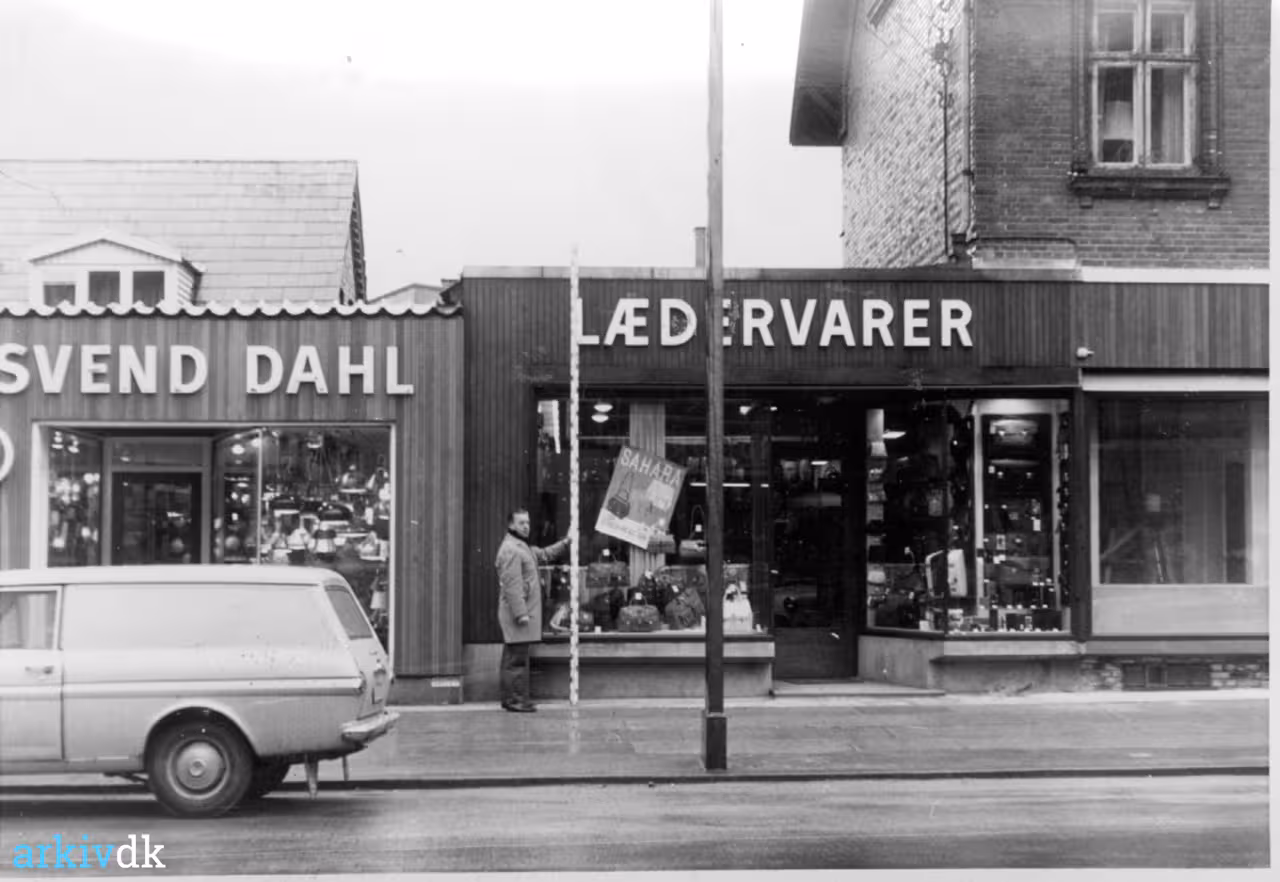 SVEND DAHL
LÆDERVARER
SAHARA
arkivdk